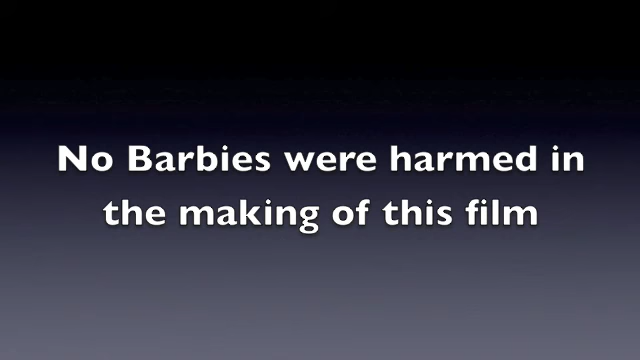 No Barbies were harmed in
the making of this film